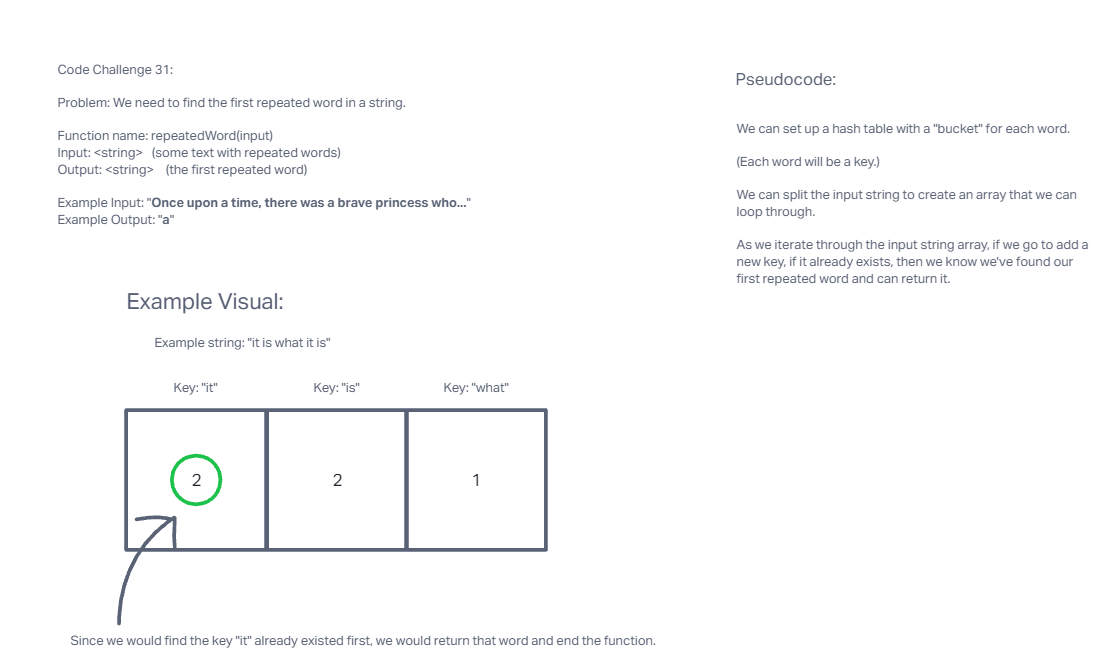 Code Challenge 31:
Problem: We need to find the first repeated word in a string.
Function name: repeatedWord(input)
Input: <string>   (some text with repeated words)
Output: <string>   (the first repeated word)
Example Input: "Once upon a time, there was a brave princess who..."
Example Output: "a"
Example Visual:
Example string: "it is what it is"
Key: "it"
Key: "is"
Key: "what"
2
2
1
Since we would find the key "it" already existed first, we would return that word and end the function.
Pseudocode:
We can set up a hash table with a "bucket" for each word.
(Each word will be a key.)
We can split the input string to create an array that we can
loop through.
As we iterate through the input string array, if we go to add a
new key, if it already exists, then we know we've found our
first repeated word and can return it.